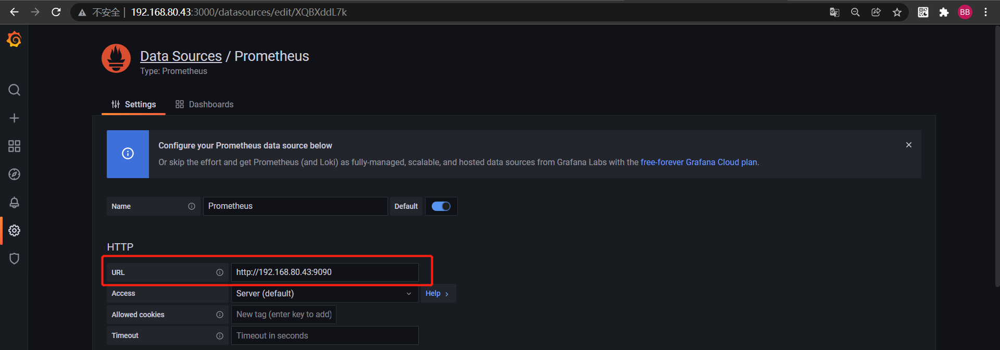 不安全 | 192.168.80.43:3000/datasources/edit/XQBXddL7k
BB
Data Sources / Prometheus
Type: Prometheus
Settings Dashboards
Configure your Prometheus data source below
Or skip the effort and get Prometheus (and Loki) as fully-managed, scalable, and hosted data sources from Grafana Labs with the free-forever Grafana Cloud plan.
Name Prometheus Default
HTTP
URL http://192.168.80.43:9090
Access Server (default) Help
Allowed cookies New tag (enter key to add)
Timeout Timeout in seconds